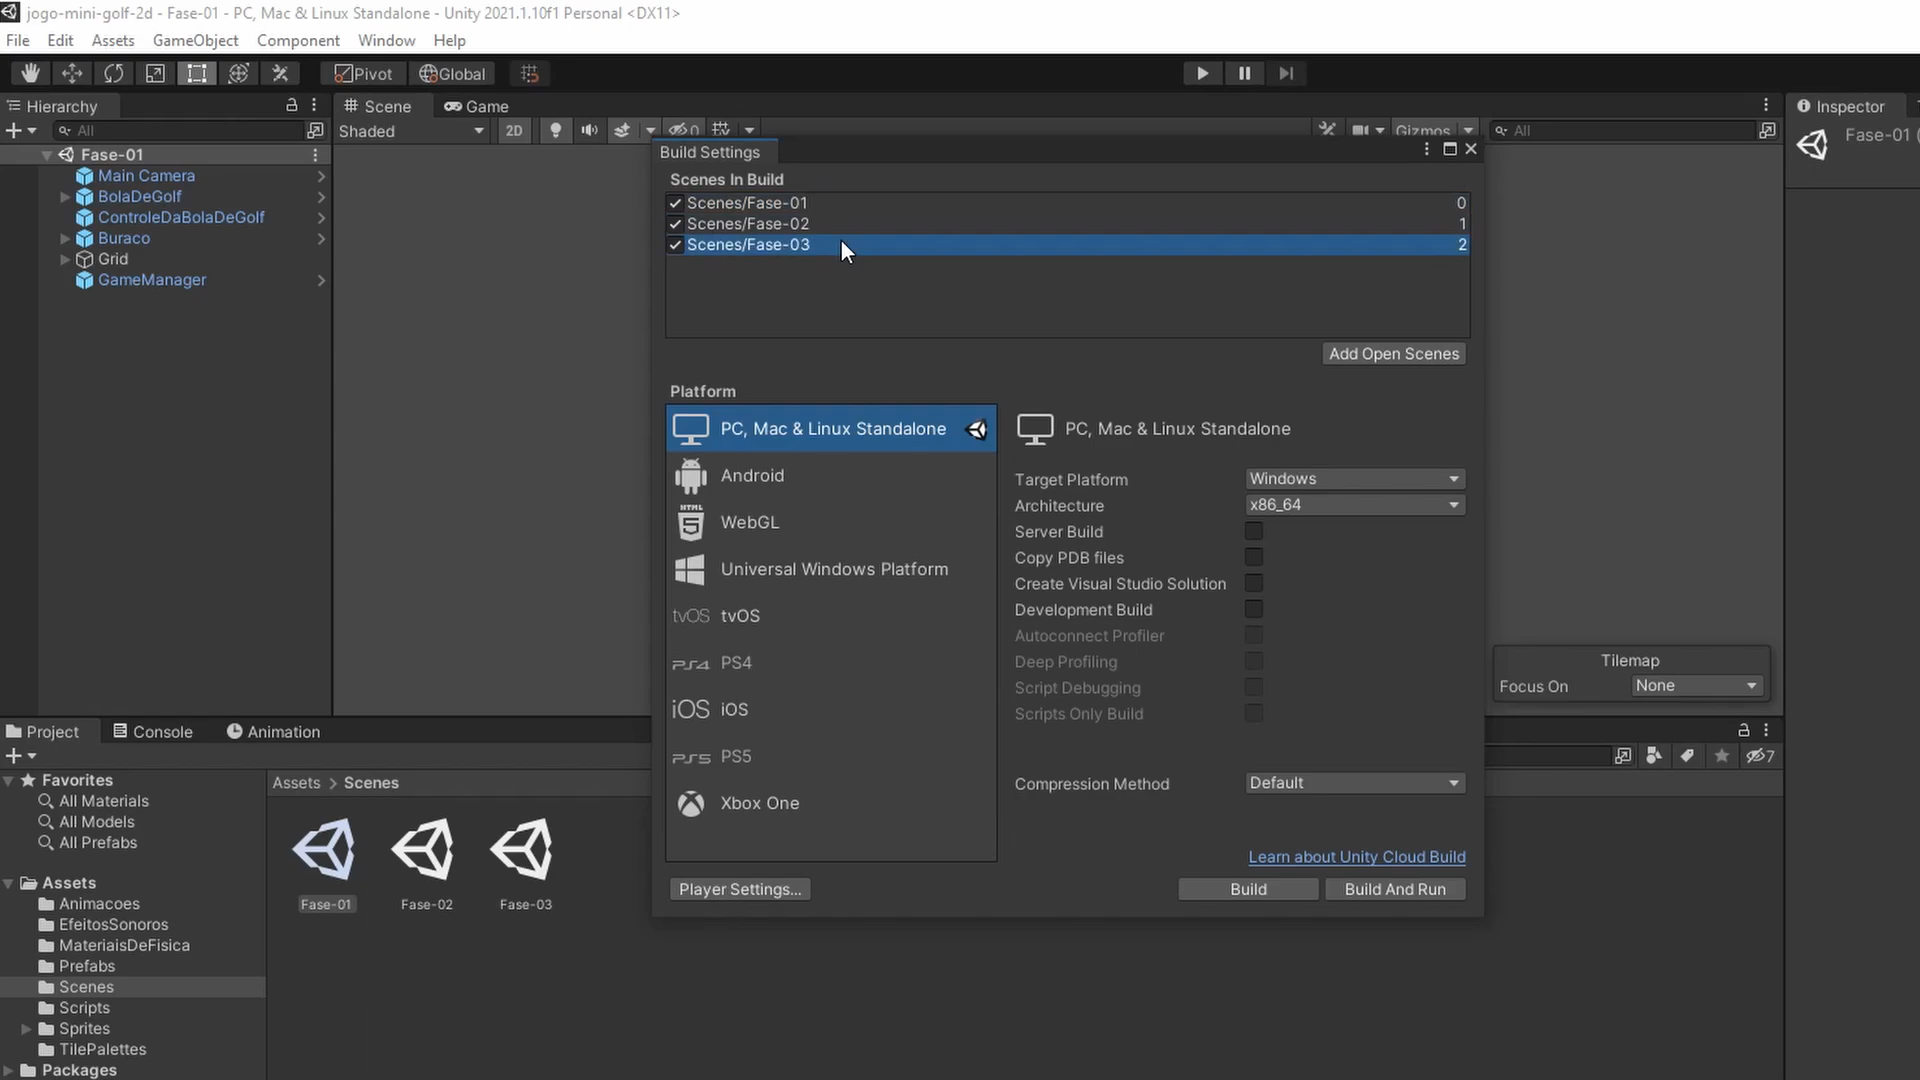 jogo-mini-golf-2d - Fase-01 - PC, Mac & Linux Standalone - Unity 2021.1.10f1 Personal <DX11>
File Edit Assets GameObject Component Window Help
Pivot Global
Hierarchy
All
Fase-01
Main Camera
BolaDeGolf
ControleDaBolaDeGolf
Buraco
Grid
GameManager
Scene Game
Shaded 2D 0 Gizmos All
Inspector
Fase-01 (
Build Settings
Scenes In Build
Scenes/Fase-01 0
Scenes/Fase-02 1
Scenes/Fase-03 2
Add Open Scenes
Platform
PC, Mac & Linux Standalone
Android
HTML 5 WebGL
Universal Windows Platform
tvOS tvOS
PS4 PS4
iOS iOS
PS5 PS5
Xbox One
PC, Mac & Linux Standalone
Target Platform Windows
Architecture x86_64
Server Build
Copy PDB files
Create Visual Studio Solution
Development Build
Autoconnect Profiler
Deep Profiling
Script Debugging
Scripts Only Build
Compression Method Default
Learn about Unity Cloud Build
Player Settings... Build Build And Run
Tilemap
Focus On None
Project Console Animation
7
Favorites
All Materials
All Models
All Prefabs
Assets
Animacoes
EfeitosSonoros
MateriaisDeFisica
Prefabs
Scenes
Scripts
Sprites
TilePalettes
Packages
Assets > Scenes
Fase-01 Fase-02 Fase-03